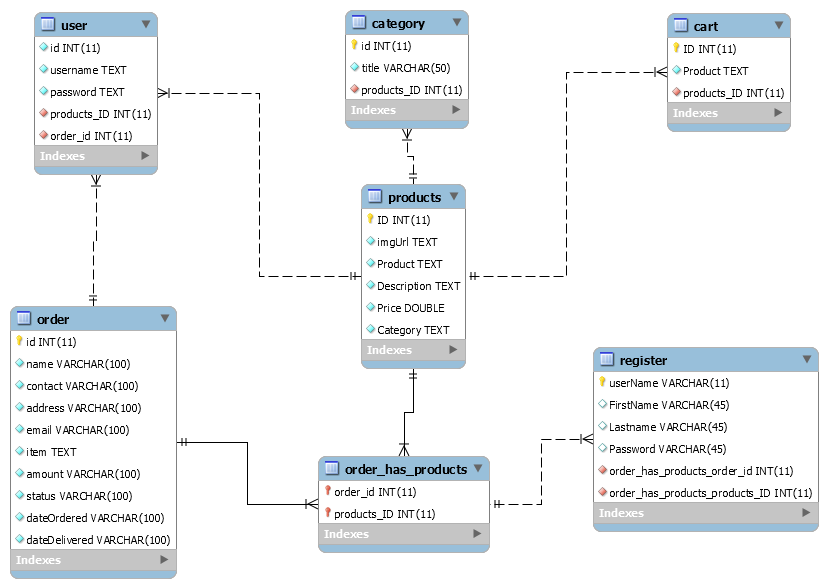 user
id INT(11)
username TEXT
password TEXT
products_ID INT(11)
order_id INT(11)
Indexes
category
id INT(11)
title VARCHAR(50)
products_ID INT(11)
Indexes
cart
ID INT(11)
Product TEXT
products_ID INT(11)
Indexes
products
ID INT(11)
imgUrl TEXT
Product TEXT
Description TEXT
Price DOUBLE
Category TEXT
Indexes
order
id INT(11)
name VARCHAR(100)
contact VARCHAR(100)
address VARCHAR(100)
email VARCHAR(100)
item TEXT
amount VARCHAR(100)
status VARCHAR(100)
dateOrdered VARCHAR(100)
dateDelivered VARCHAR(100)
Indexes
order_has_products
order_id INT(11)
products_ID INT(11)
Indexes
register
userName VARCHAR(11)
FirstName VARCHAR(45)
Lastname VARCHAR(45)
Password VARCHAR(45)
order_has_products_order_id INT(11)
order_has_products_products_ID INT(11)
Indexes